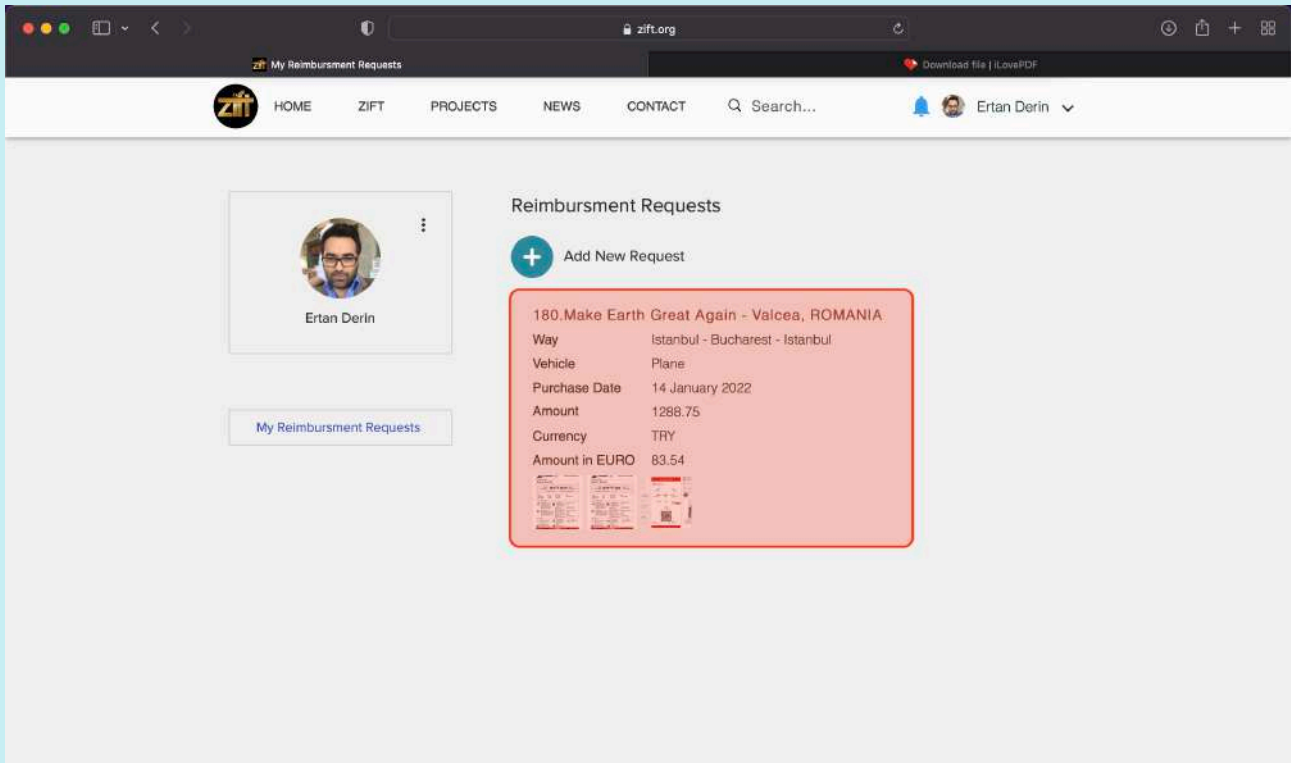 zift.org
zift My Reimbursment Requests
Download file | iLovePDF
zift HOME ZIFT PROJECTS NEWS CONTACT Search... Ertan Derin
Reimbursment Requests
Add New Request
Ertan Derin
My Reimbursment Requests
180.Make Earth Great Again - Valcea, ROMANIA
Way Istanbul - Bucharest - Istanbul
Vehicle Plane
Purchase Date 14 January 2022
Amount 1288.75
Currency TRY
Amount in EURO 83.54